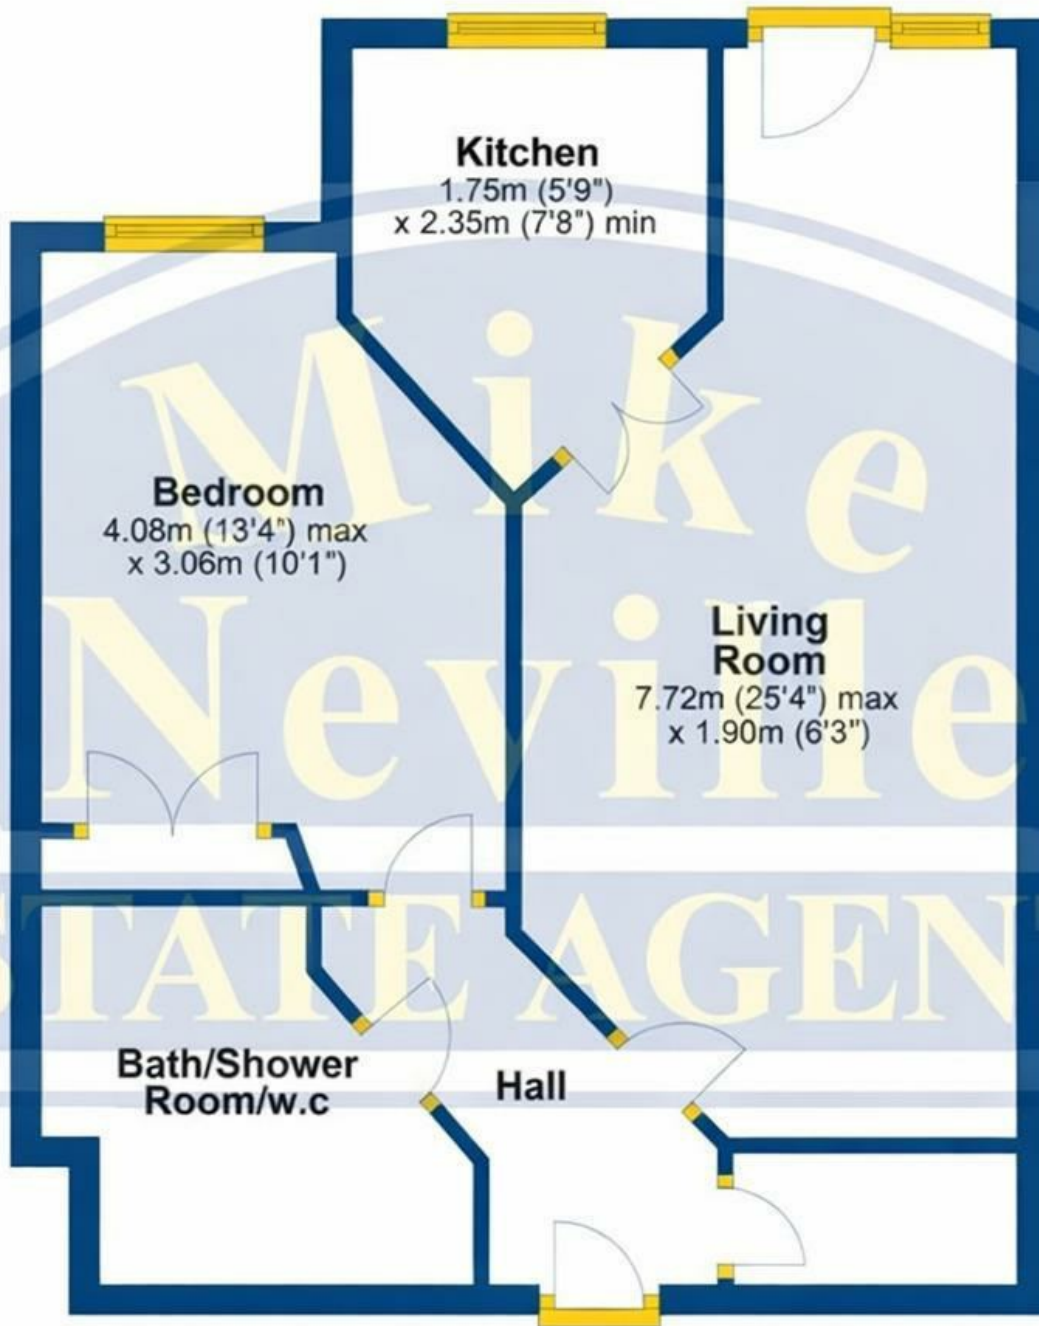 Kitchen
1.75m (5'9")
x 2.35m (7'8") min
Bedroom
4.08m (13'4") max
x 3.06m (10'1")
Living
Room
7.72m (25'4") max
x 1.90m (6'3")
Bath/Shower
Room/w.c
Hall
Mike
Neville
STATE AGENT